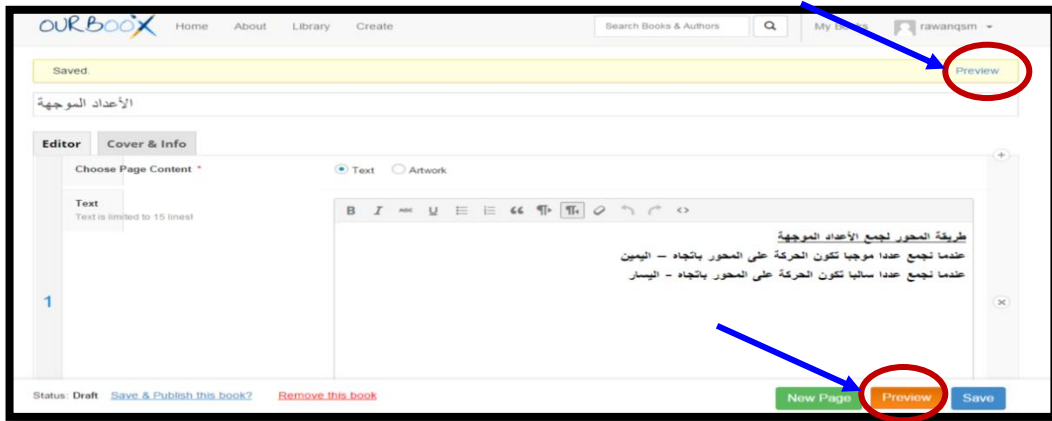 OURBOOX Home About Library Create Search Books & Authors My Books rawanqsm
Saved. Preview
الأعداد الموجهة
Editor Cover & Info
Choose Page Content * Text Artwork
Text
Text is limited to 15 lines!
B I ABC U
طريقة المحور لجمع الأعداد الموجهة
عندما نجمع عددا موجبا تكون الحركة على المحور باتجاه – اليمين
عندما نجمع عددا سالبا تكون الحركة على المحور باتجاه - اليسار
1
Status: Draft Save & Publish this book? Remove this book New Page Preview Save